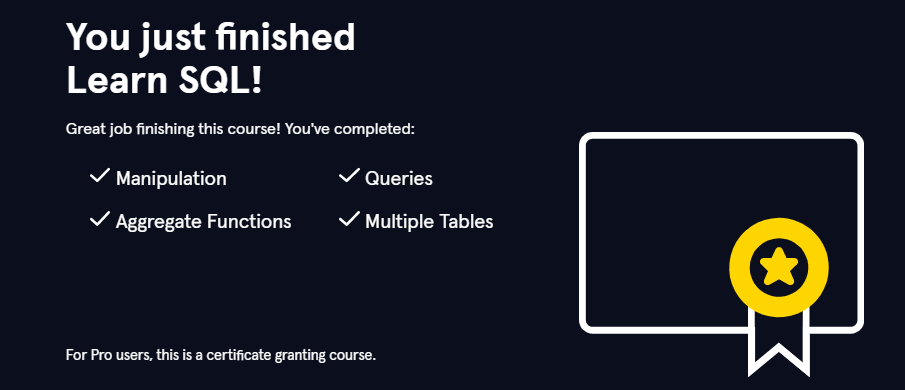 You just finished
Learn SQL!
Great job finishing this course! You've completed:
Manipulation
Queries
Aggregate Functions
Multiple Tables
For Pro users, this is a certificate granting course.